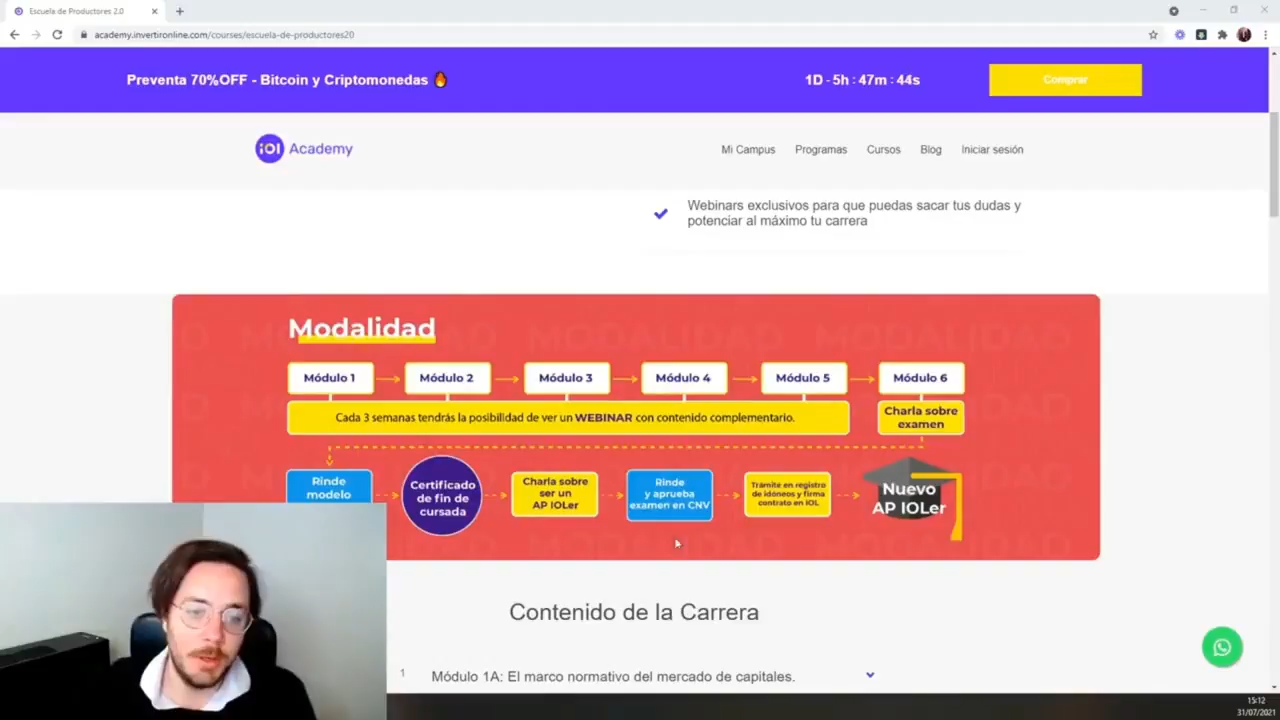 Escuela de Productores 2.0
academy.invertironline.com/courses/escuela-de-productores20
Preventa 70%OFF - Bitcoin y Criptomonedas 🔥
1D - 5h : 47m : 44s
Comprar
iOl Academy
Mi Campus
Programas
Cursos
Blog
Iniciar sesión
Webinars exclusivos para que puedas sacar tus dudas y
potenciar al máximo tu carrera
Modalidad
Módulo 1
Módulo 2
Módulo 3
Módulo 4
Módulo 5
Módulo 6
Cada 3 semanas tendrás la posibilidad de ver un WEBINAR con contenido complementario.
Charla sobre
examen
Rinde
modelo
Certificado
de fin de
cursada
Charla sobre
ser un
AP IOLer
Rinde
y aprueba
examen en CNV
Trámite en registro
de idóneos y firma
contrato en IOL
Nuevo
AP IOLer
Contenido de la Carrera
1
Módulo 1A: El marco normativo del mercado de capitales.
15:12
31/07/2021